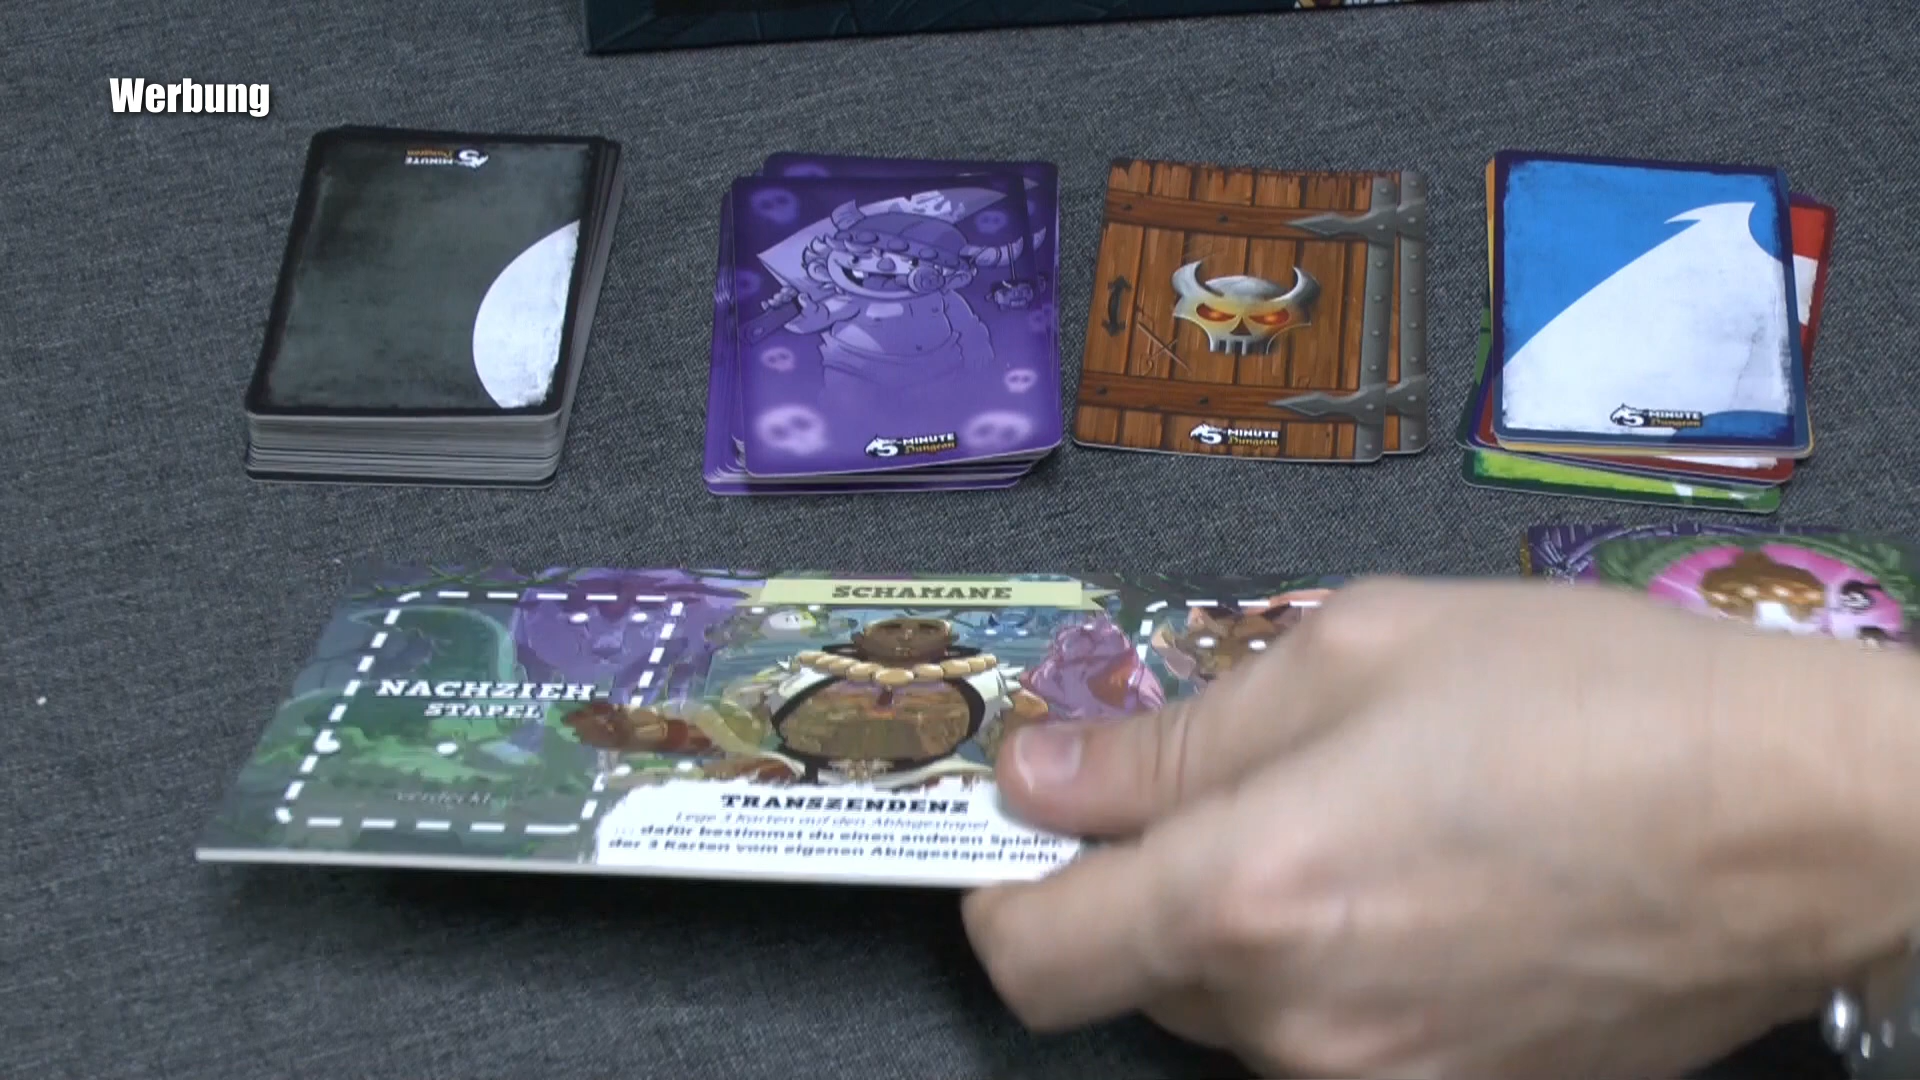 Werbung
5-MINUTE
Dungeon
5-MINUTE
Dungeon
5-MINUTE
Dungeon
5-MINUTE
Dungeon
SCHAMANE
NACHZIEH-
STAPEL
verdeckt
TRANSZENDENZ
Lege 3 Karten auf den Ablagestapel
dafür bestimmst du einen anderen Spieler,
der 3 Karten vom eigenen Ablagestapel zieht.